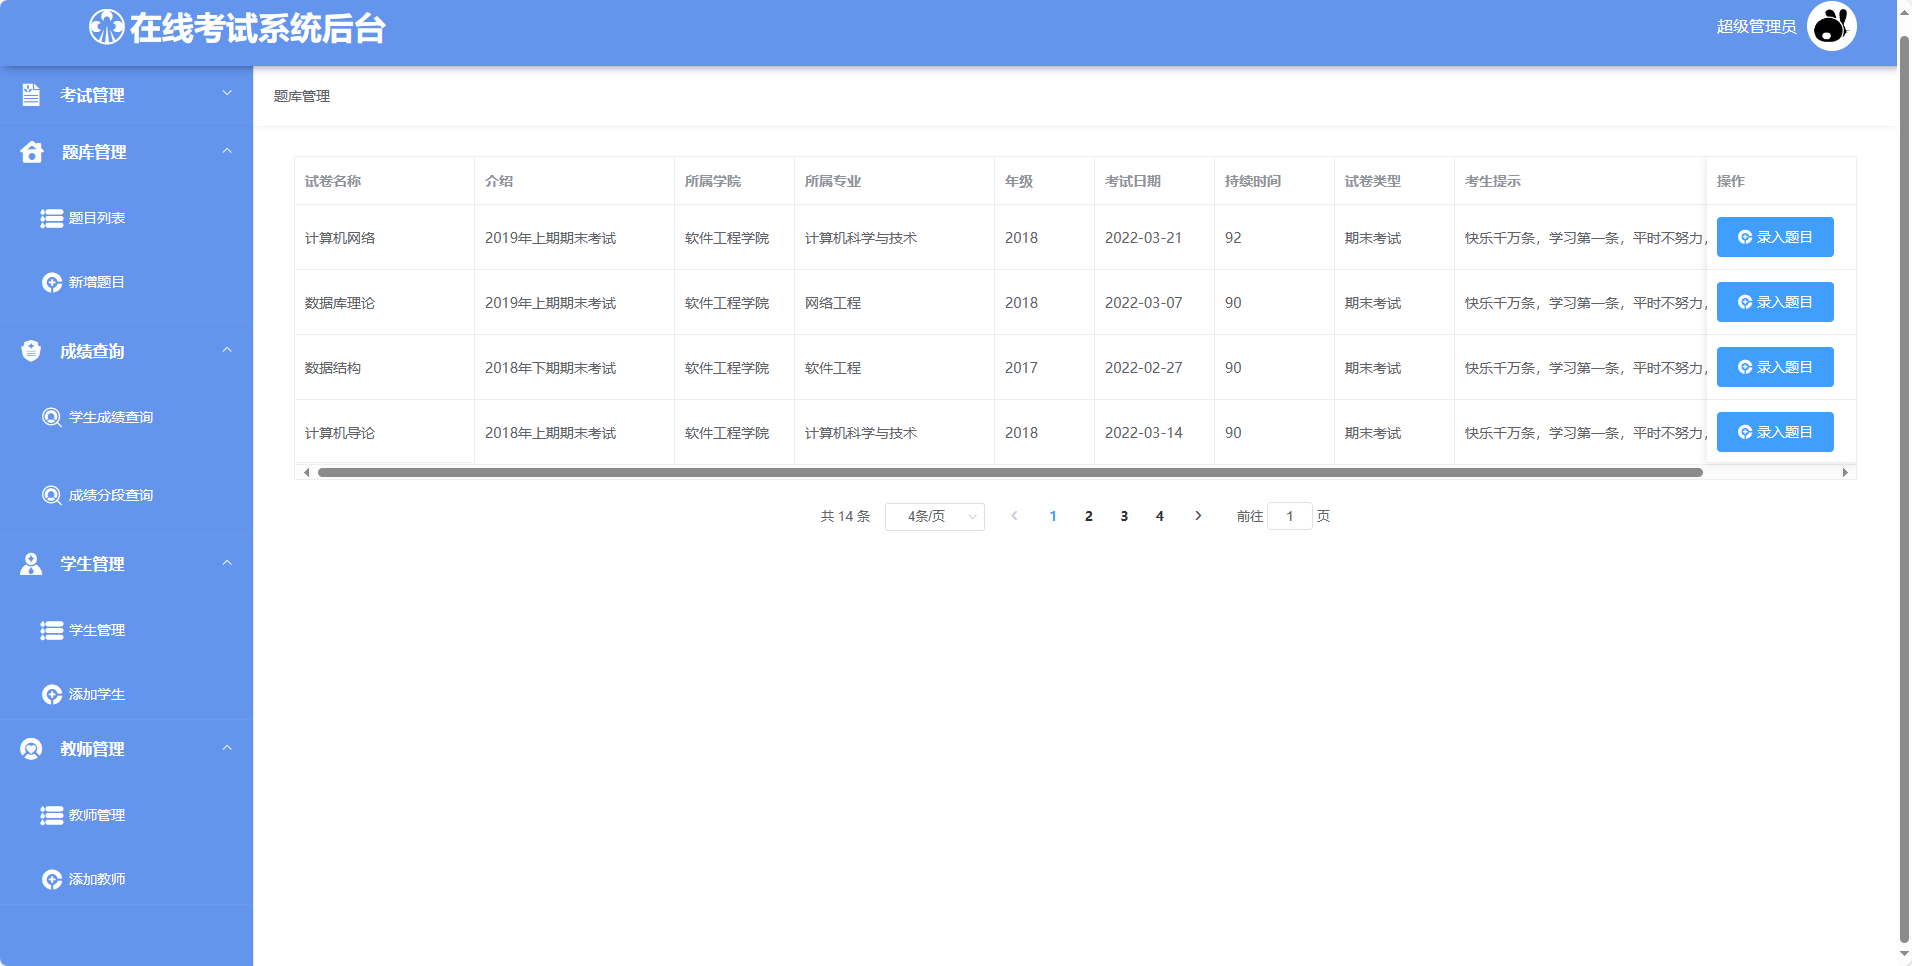 在线考试系统后台
超级管理员
考试管理
题库管理
题目列表
新增题目
成绩查询
学生成绩查询
成绩分段查询
学生管理
学生管理
添加学生
教师管理
教师管理
添加教师
题库管理
试卷名称 介绍 所属学院 所属专业 年级 考试日期 持续时间 试卷类型 考生提示 操作
计算机网络 2019年上期期末考试 软件工程学院 计算机科学与技术 2018 2022-03-21 92 期末考试 快乐千万条，学习第一条，平时不努力， 录入题目
数据库理论 2019年上期期末考试 软件工程学院 网络工程 2018 2022-03-07 90 期末考试 快乐千万条，学习第一条，平时不努力， 录入题目
数据结构 2018年下期期末考试 软件工程学院 软件工程 2017 2022-02-27 90 期末考试 快乐千万条，学习第一条，平时不努力， 录入题目
计算机导论 2018年上期期末考试 软件工程学院 计算机科学与技术 2018 2022-03-14 90 期末考试 快乐千万条，学习第一条，平时不努力， 录入题目
共 14 条 4条/页 1 2 3 4 前往 1 页